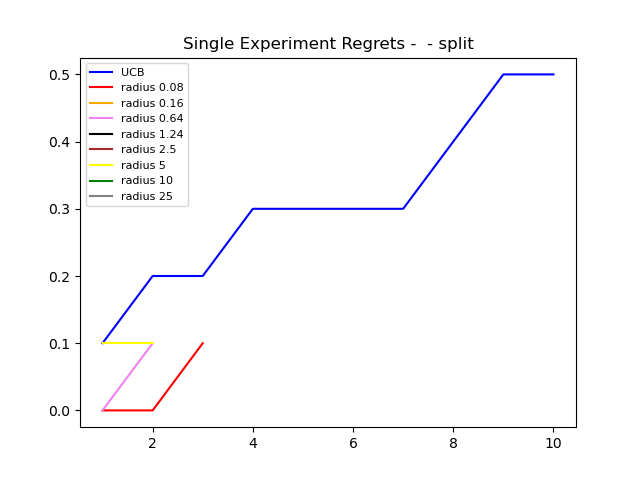 Single Experiment Regrets -  - split
UCB
radius 0.08
radius 0.16
radius 0.64
radius 1.24
radius 2.5
radius 5
radius 10
radius 25
0.5
0.4
0.3
0.2
0.1
0.0
2 4 6 8 10